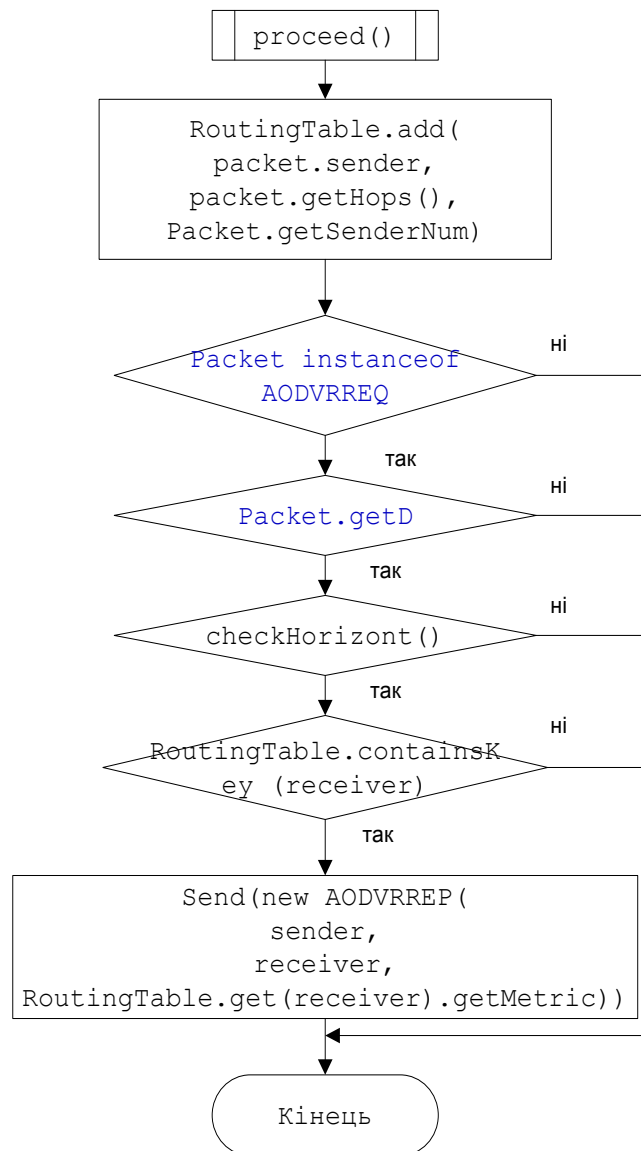 proceed()
RoutingTable.add(
packet.sender,
packet.getHops(),
Packet.getSenderNum)
Packet instanceof
AODVRREQ
ні
так
Packet.getD
ні
так
checkHorizont()
ні
так
RoutingTable.containsK
ey (receiver)
ні
так
Send(new AODVRREP(
sender,
receiver,
RoutingTable.get(receiver).getMetric))
Кінець